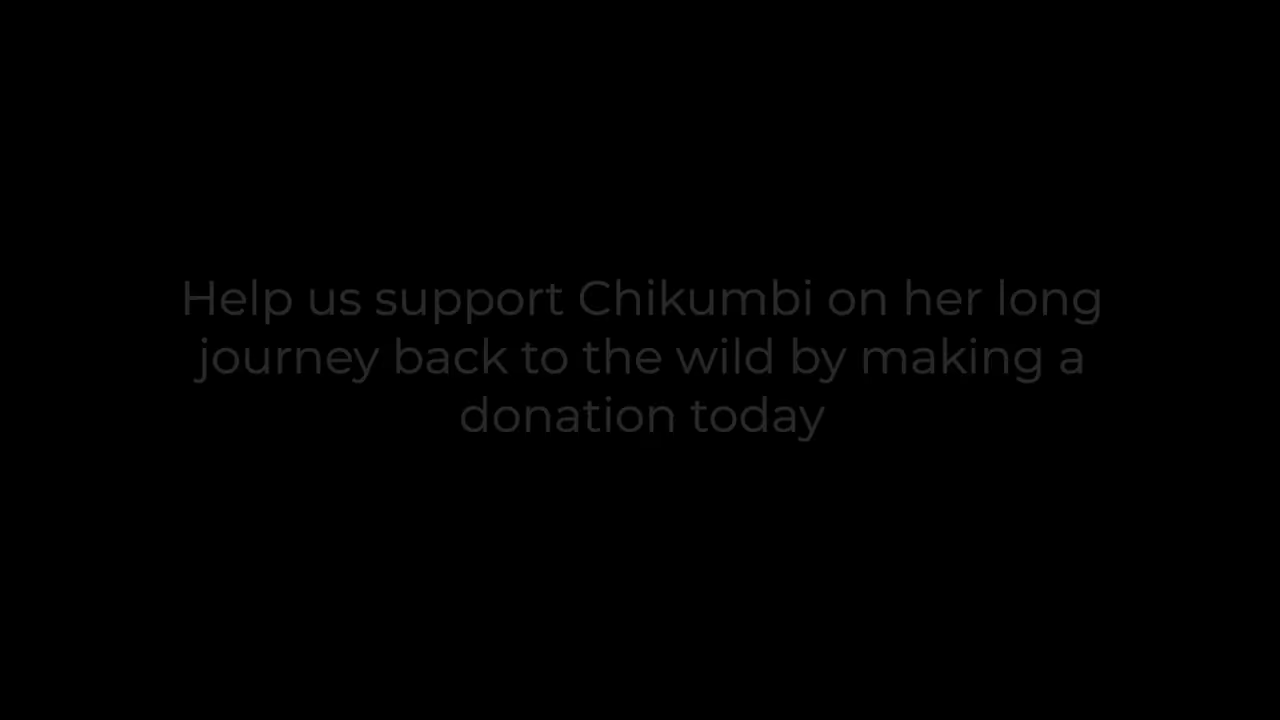 Help us support Chikumbi on her long
journey back to the wild by making a
donation today